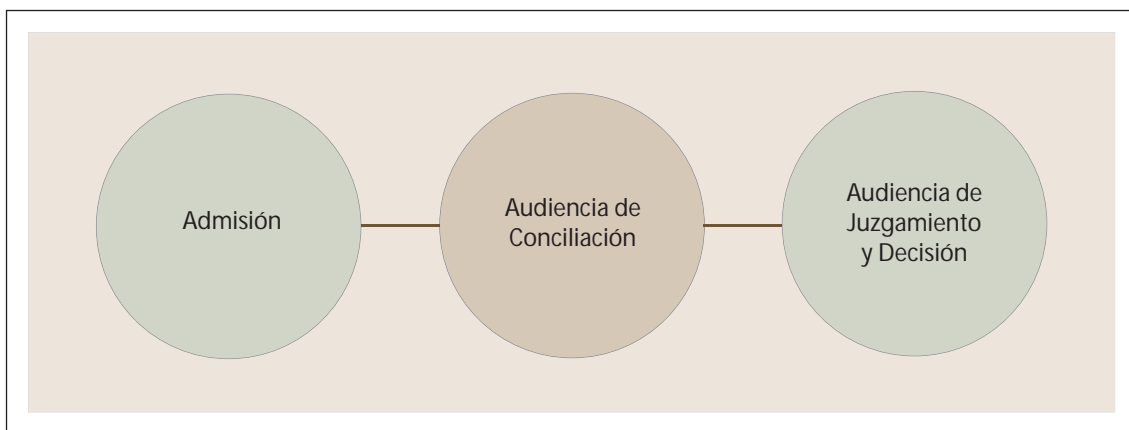 Admisión
Audiencia de
Conciliación
Audiencia de
Juzgamiento
y Decisión